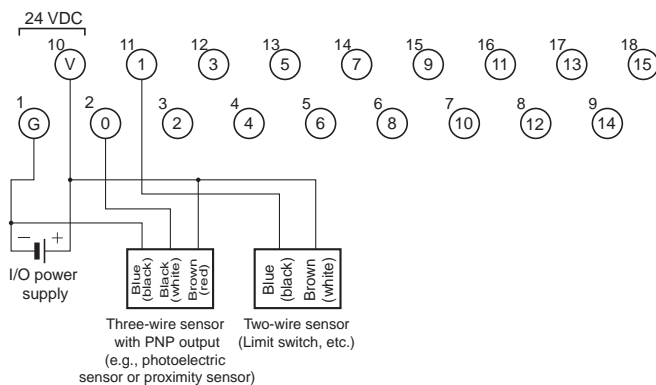 24 VDC
10 11 12 13 14 15 16 17 18
V 1 3 5 7 9 11 13 15
1 2 3 4 5 6 7 8 9
G 0 2 4 6 8 10 12 14
− +
I/O power
supply
Blue
(black)
Black
(white)
Brown
(red)
Blue
(black)
Brown
(white)
Three-wire sensor
with PNP output
(e.g., photoelectric
sensor or proximity sensor)
Two-wire sensor
(Limit switch, etc.)